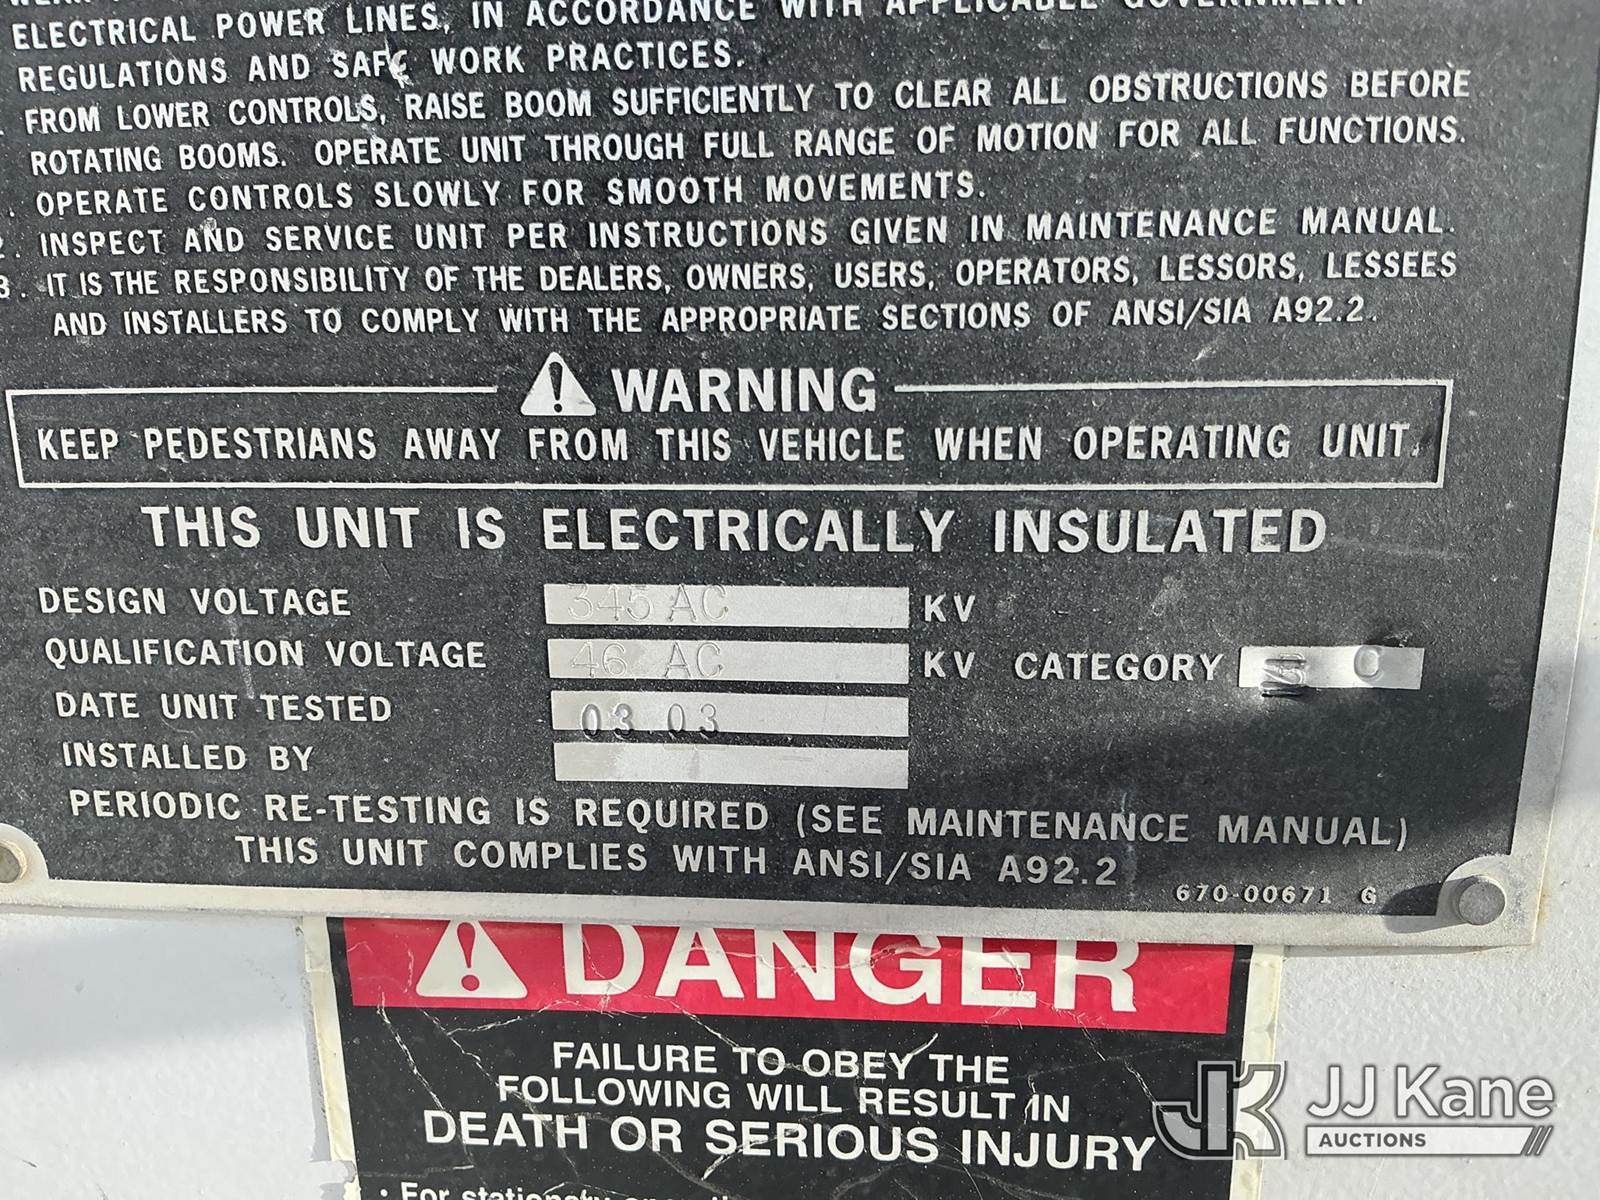 ELECTRICAL POWER LINES, IN ACCORDANCE WITH APPLICABLE GOVERNMENT
REGULATIONS AND SAFE WORK PRACTICES.
FROM LOWER CONTROLS, RAISE BOOM SUFFICIENTLY TO CLEAR ALL OBSTRUCTIONS BEFORE
ROTATING BOOMS. OPERATE UNIT THROUGH FULL RANGE OF MOTION FOR ALL FUNCTIONS.
. OPERATE CONTROLS SLOWLY FOR SMOOTH MOVEMENTS.
2. INSPECT AND SERVICE UNIT PER INSTRUCTIONS GIVEN IN MAINTENANCE MANUAL.
3. IT IS THE RESPONSIBILITY OF THE DEALERS, OWNERS, USERS, OPERATORS, LESSORS, LESSEES
AND INSTALLERS TO COMPLY WITH THE APPROPRIATE SECTIONS OF ANSI/SIA A92.2.
WARNING
KEEP PEDESTRIANS AWAY FROM THIS VEHICLE WHEN OPERATING UNIT.
THIS UNIT IS ELECTRICALLY INSULATED
DESIGN VOLTAGE 345 AC KV
QUALIFICATION VOLTAGE 46 AC KV CATEGORY C
DATE UNIT TESTED 03 03
INSTALLED BY
PERIODIC RE-TESTING IS REQUIRED (SEE MAINTENANCE MANUAL)
THIS UNIT COMPLIES WITH ANSI/SIA A92.2
670-00671 G
DANGER
FAILURE TO OBEY THE
FOLLOWING WILL RESULT IN
DEATH OR SERIOUS INJURY
• For stationary
JK JJ Kane
AUCTIONS